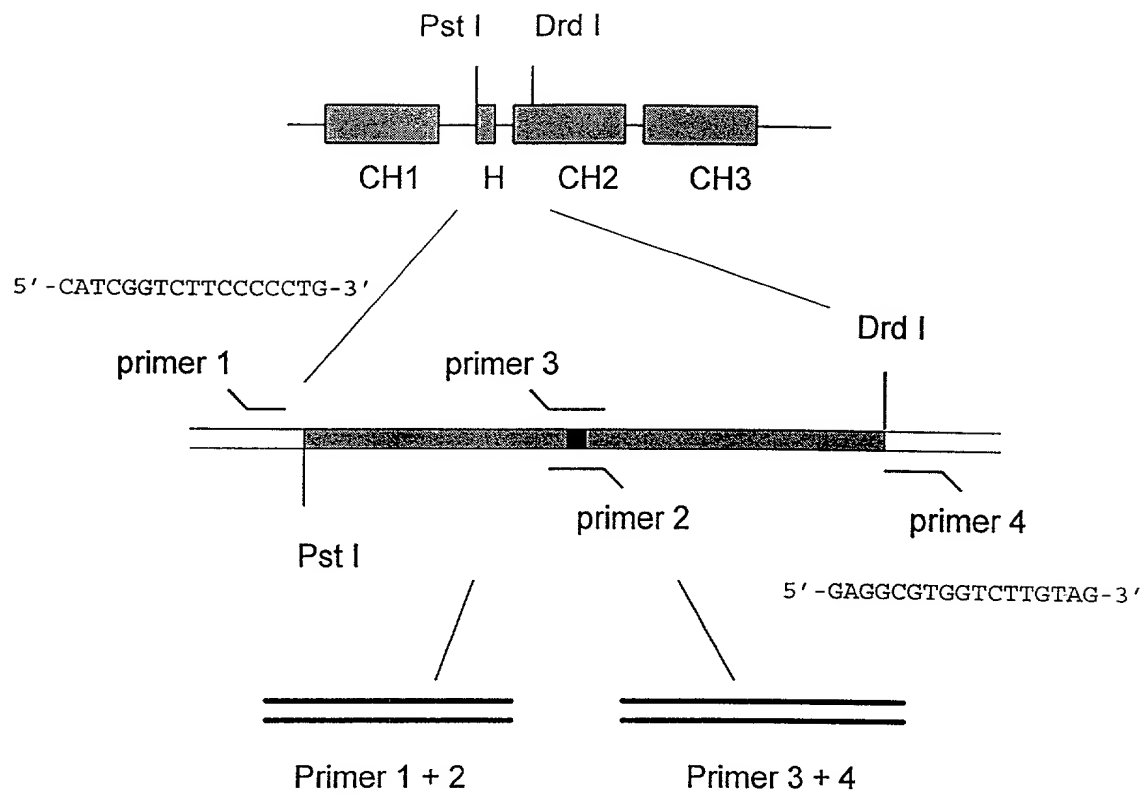 Pst I Drd I
CH1 H CH2 CH3
5'-CATCGGTCTTCCCCCTG-3'
Drd I
primer 1 primer 3
primer 2 primer 4
Pst I
5'-GAGGCGTGGTCTTGTAG-3'
Primer 1 + 2 Primer 3 + 4